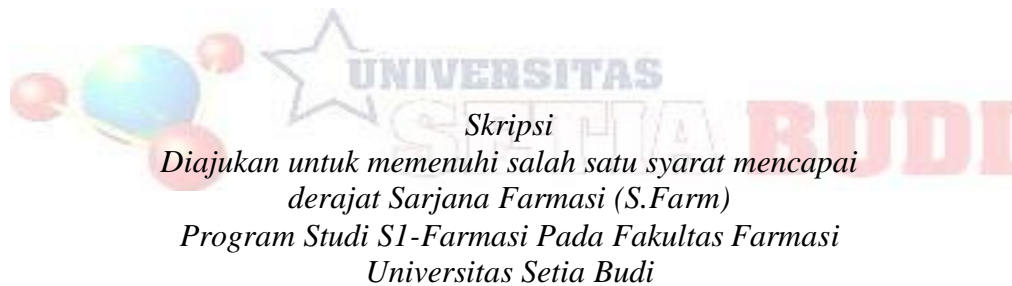 UNIVERSITAS
SETIA BUDI
Skripsi
Diajukan untuk memenuhi salah satu syarat mencapai
derajat Sarjana Farmasi (S.Farm)
Program Studi S1-Farmasi Pada Fakultas Farmasi
Universitas Setia Budi